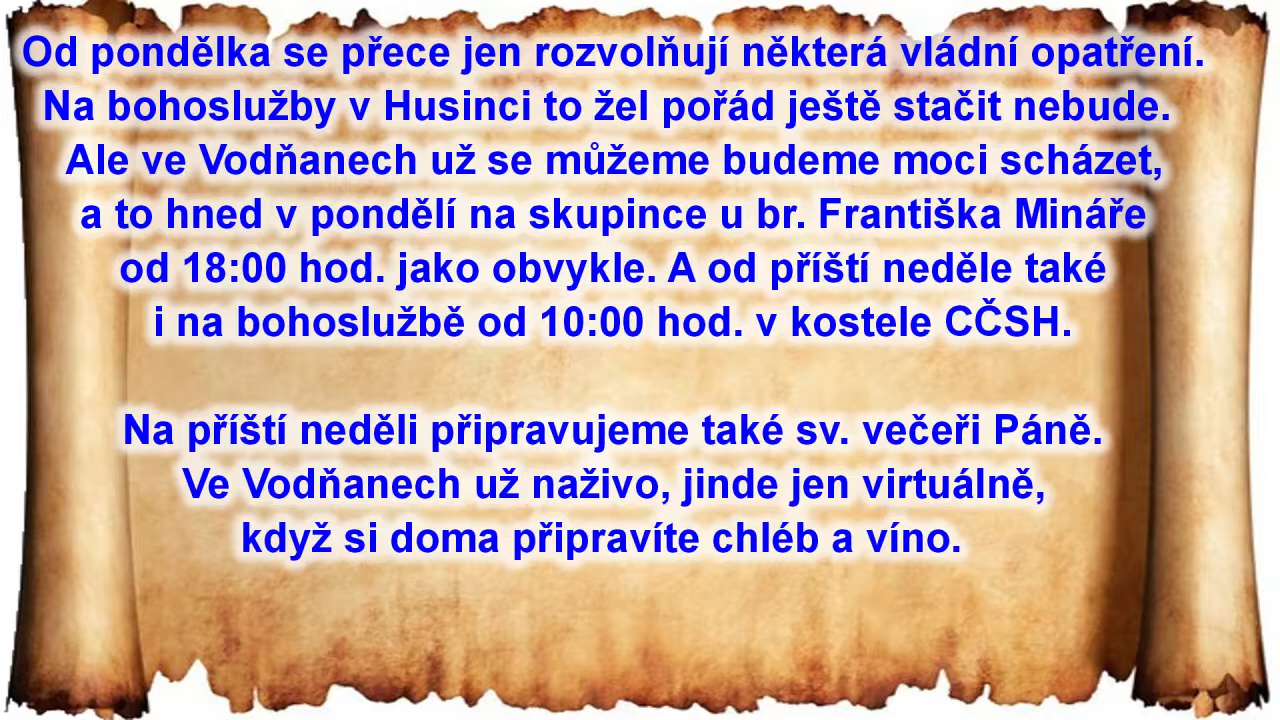 Od pondělka se přece jen rozvolňují některá vládní opatření.
Na bohoslužby v Husinci to žel pořád ještě stačit nebude.
Ale ve Vodňanech už se můžeme budeme moci scházet,
a to hned v pondělí na skupince u br. Františka Mináře
od 18:00 hod. jako obvykle. A od příští neděle také
i na bohoslužbě od 10:00 hod. v kostele CČSH.
Na příští neděli připravujeme také sv. večeři Páně.
Ve Vodňanech už naživo, jinde jen virtuálně,
když si doma připravíte chléb a víno.